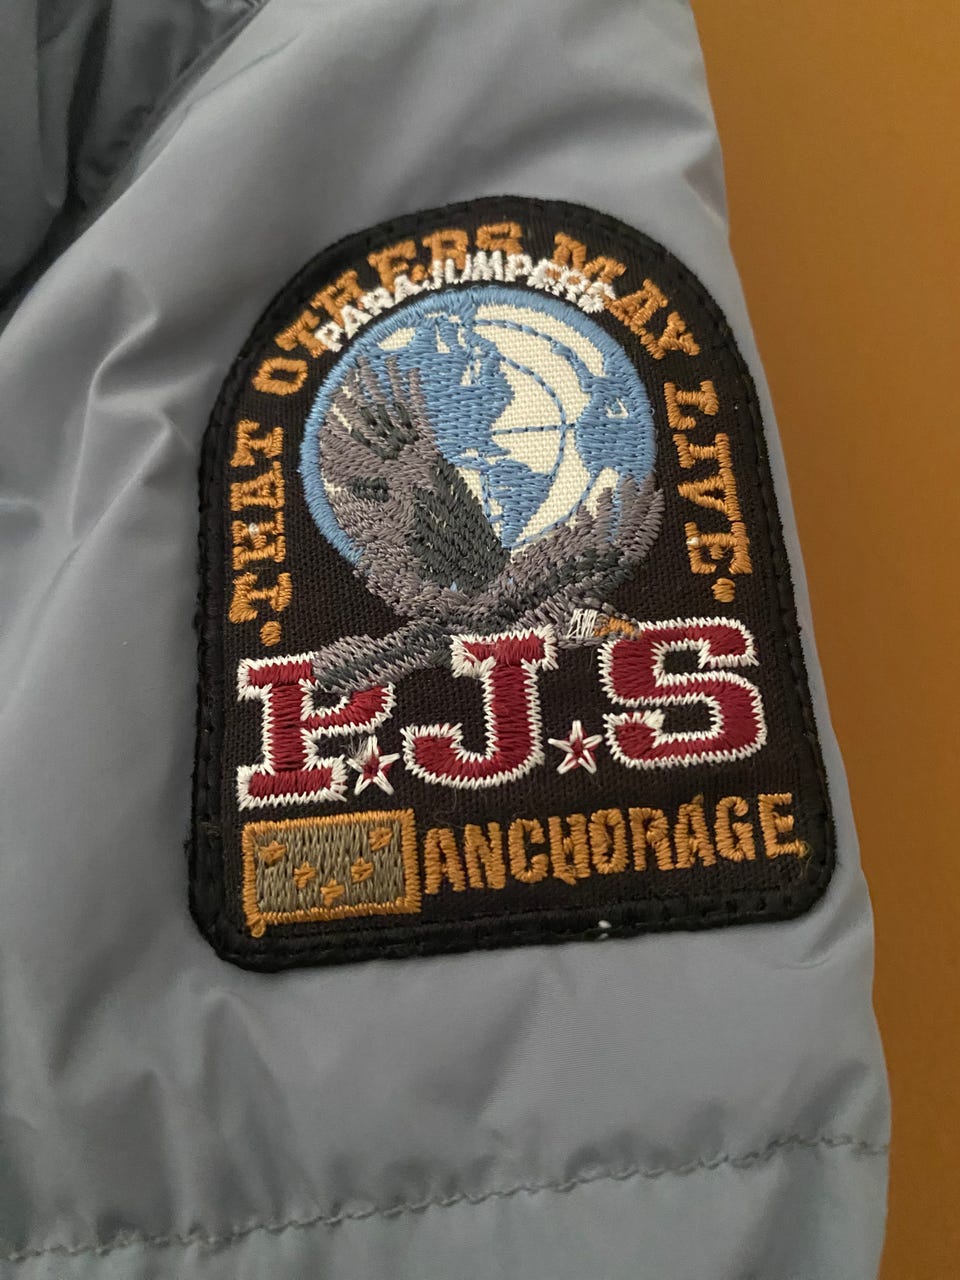 THAT OTHERS MAY LIVE
PARAJUMPERS
P.J.S
ANCHORAGE